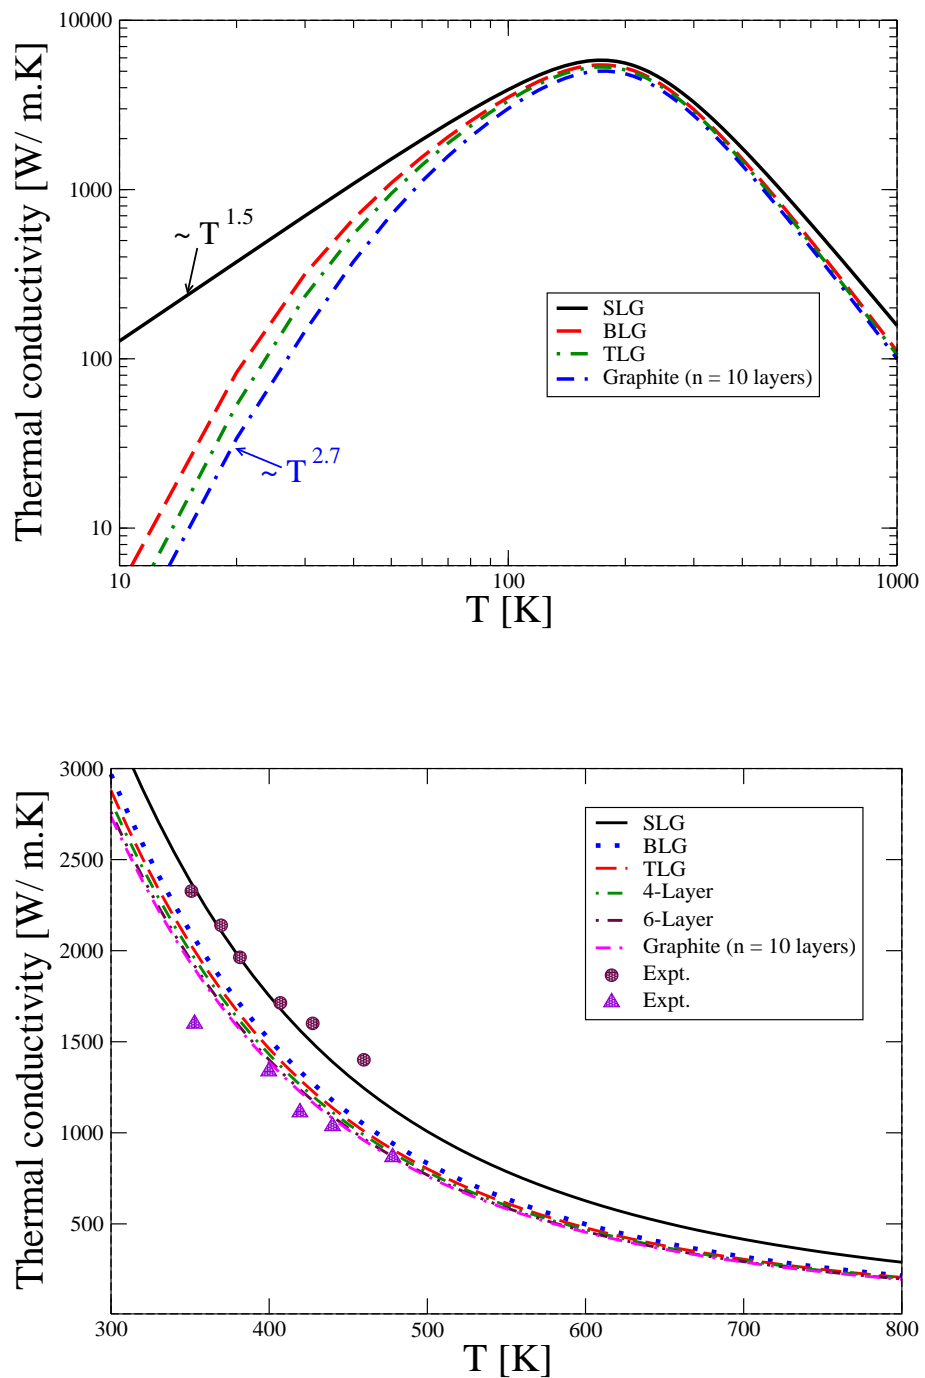 10000
1000
100
10
Thermal conductivity [W/ m.K]
~ T 1.5
~ T 2.7
SLG
BLG
TLG
Graphite (n = 10 layers)
10 100 1000
T [K]
3000
2500
2000
1500
1000
500
Thermal conductivity [W/ m.K]
SLG
BLG
TLG
4-Layer
6-Layer
Graphite (n = 10 layers)
Expt.
Expt.
300 400 500 600 700 800
T [K]